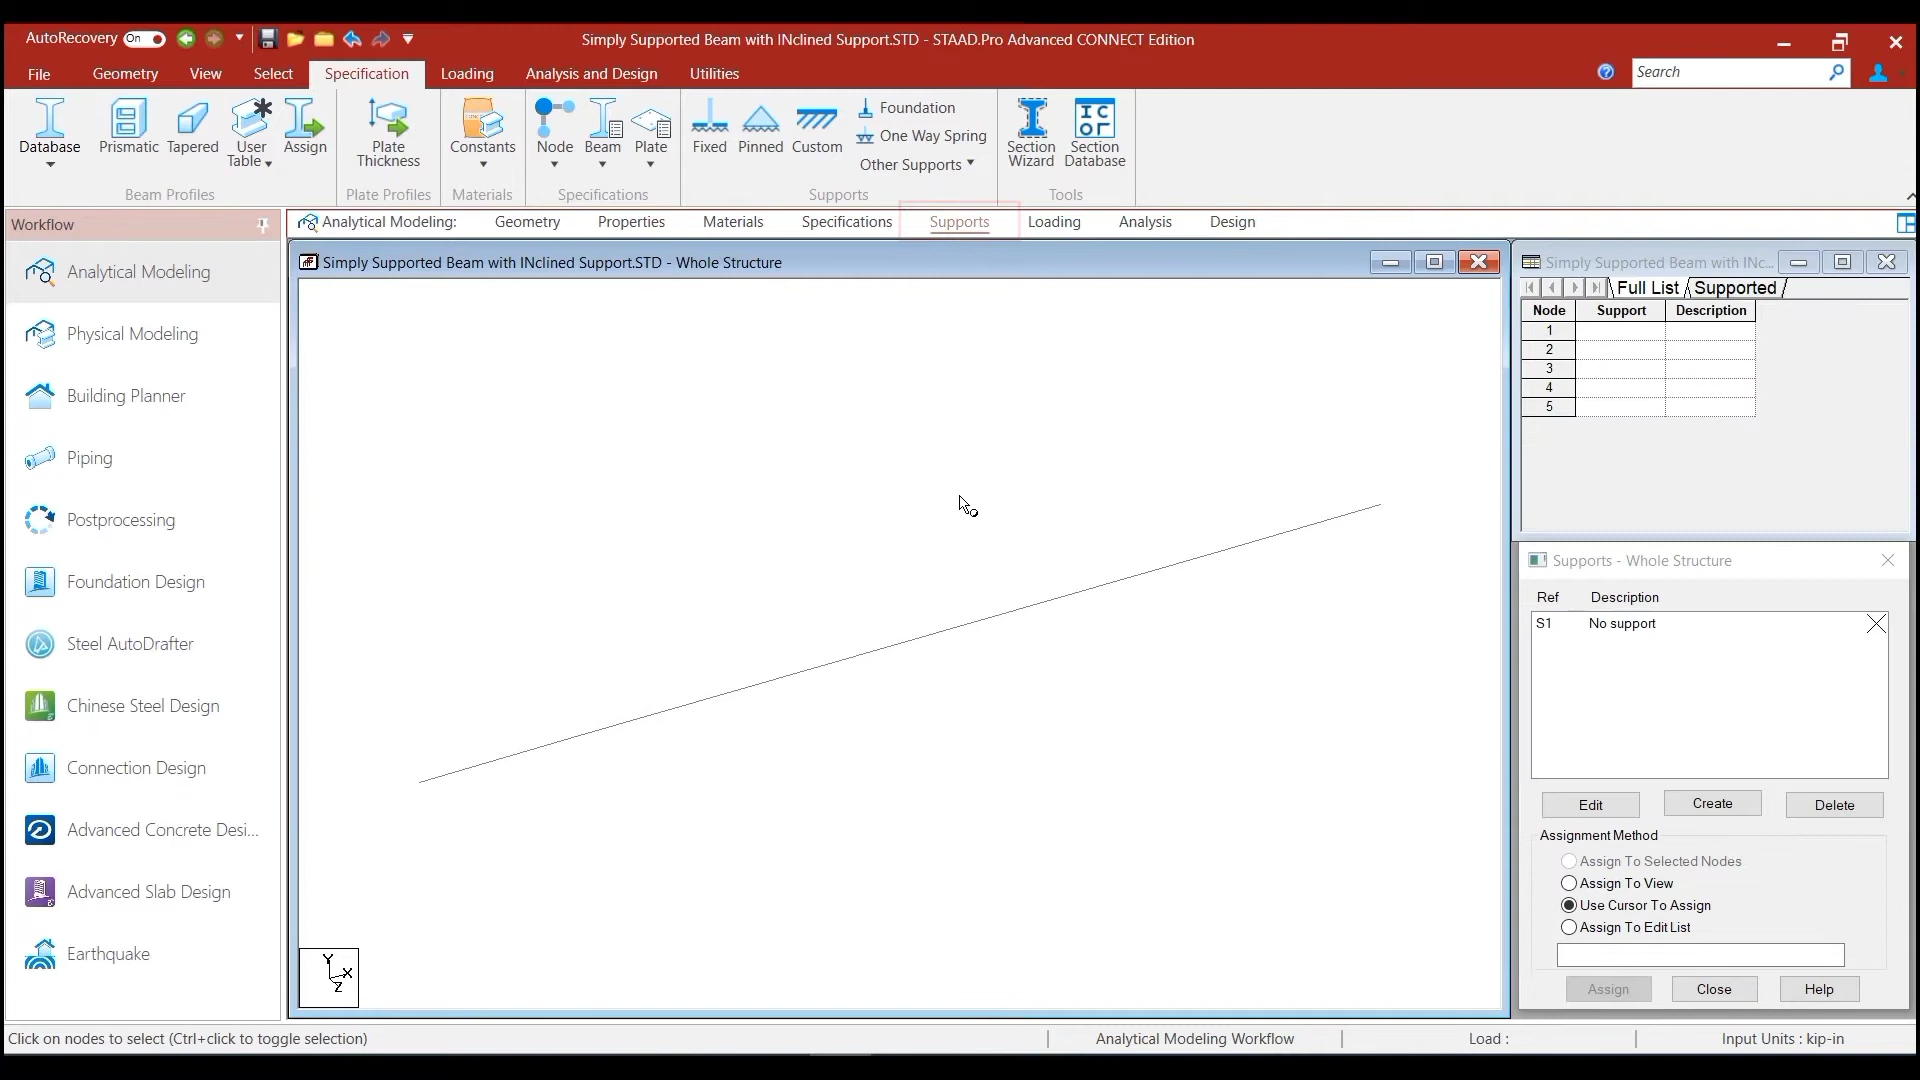 AutoRecovery On
Simply Supported Beam with INclined Support.STD - STAAD.Pro Advanced CONNECT Edition
File Geometry View Select Specification Loading Analysis and Design Utilities
Search
Database
Prismatic
Tapered
User
Table
Assign
Beam Profiles
Plate
Thickness
Plate Profiles
Constants
Materials
Node
Beam
Plate
Specifications
Fixed
Pinned
Custom
Foundation
One Way Spring
Other Supports
Supports
Section
Wizard
Section
Database
Tools
Workflow
Analytical Modeling: Geometry Properties Materials Specifications Supports Loading Analysis Design
Analytical Modeling
Physical Modeling
Building Planner
Piping
Postprocessing
Foundation Design
Steel AutoDrafter
Chinese Steel Design
Connection Design
Advanced Concrete Desi...
Advanced Slab Design
Earthquake
Simply Supported Beam with INclined Support.STD - Whole Structure
Y
X
Z
Simply Supported Beam with INc...
Full List Supported
Node Support Description
1
2
3
4
5
Supports - Whole Structure
Ref Description
S1 No support
Edit Create Delete
Assignment Method
Assign To Selected Nodes
Assign To View
Use Cursor To Assign
Assign To Edit List
Assign Close Help
Click on nodes to select (Ctrl+click to toggle selection)
Analytical Modeling Workflow
Load :
Input Units : kip-in